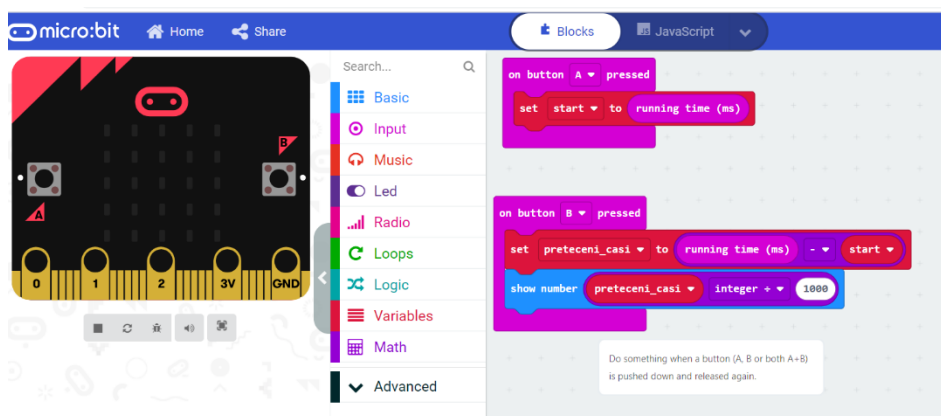 micro:bit Home Share Blocks JavaScript
Search...
Basic
Input
Music
Led
Radio
Loops
Logic
Variables
Math
Advanced
B
A
0 1 2 3V GND
on button A pressed
set start to running time (ms)
on button B pressed
set preteceni_casi to running time (ms) - start
show number preteceni_casi integer ÷ 1000
Do something when a button (A, B or both A+B)
is pushed down and released again.